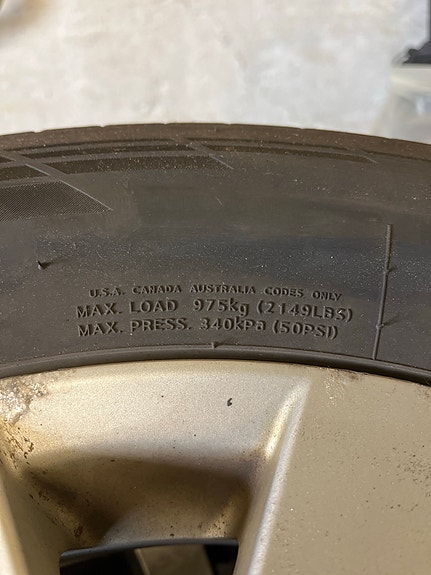 U.S.A. CANADA AUSTRALIA CODES ONLY
MAX. LOAD 975kg (2149LBS)
MAX. PRESS. 340kPa (50PSI)